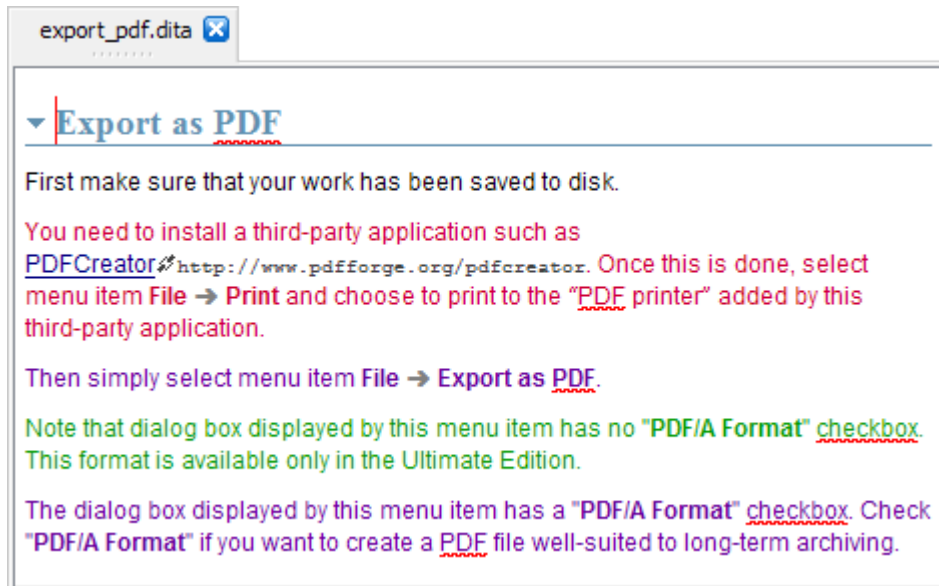 export_pdf.dita
Export as PDF
First make sure that your work has been saved to disk.
You need to install a third-party application such as
PDFCreator http://www.pdfforge.org/pdfcreator. Once this is done, select
menu item File → Print and choose to print to the “PDF printer” added by this
third-party application.
Then simply select menu item File → Export as PDF.
Note that dialog box displayed by this menu item has no "PDF/A Format" checkbox.
This format is available only in the Ultimate Edition.
The dialog box displayed by this menu item has a "PDF/A Format" checkbox. Check
"PDF/A Format" if you want to create a PDF file well-suited to long-term archiving.